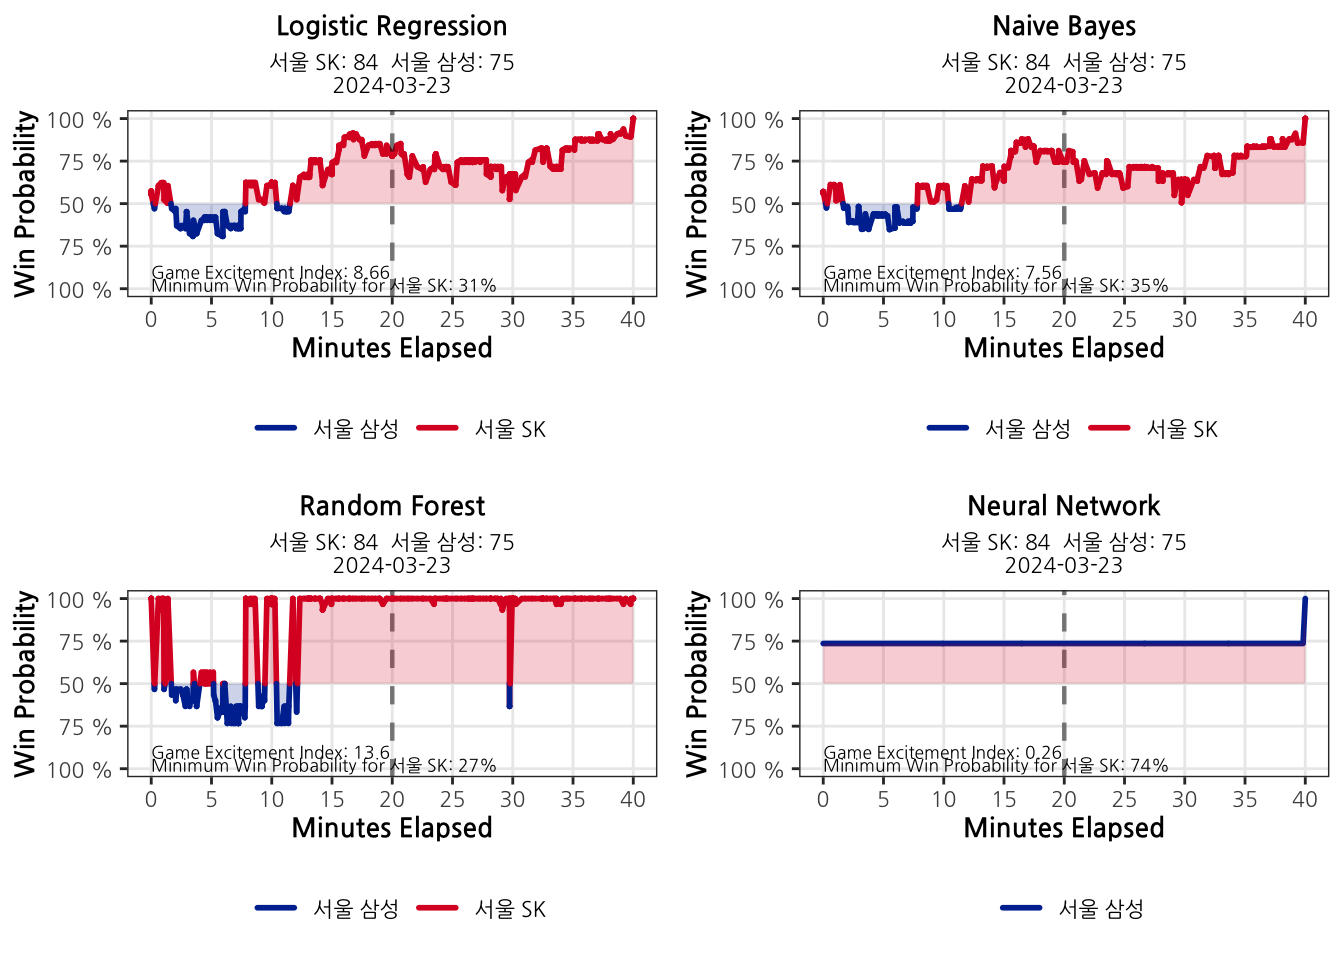 Logistic Regression
서울 SK: 84  서울 삼성: 75
2024-03-23
Win Probability
100 %
75 %
50 %
75 %
100 %
Game Excitement Index: 8.66
Minimum Win Probability for 서울 SK: 31%
0 5 10 15 20 25 30 35 40
Minutes Elapsed
서울 삼성 서울 SK
Naive Bayes
서울 SK: 84  서울 삼성: 75
2024-03-23
Win Probability
100 %
75 %
50 %
75 %
100 %
Game Excitement Index: 7.56
Minimum Win Probability for 서울 SK: 35%
0 5 10 15 20 25 30 35 40
Minutes Elapsed
서울 삼성 서울 SK
Random Forest
서울 SK: 84  서울 삼성: 75
2024-03-23
Win Probability
100 %
75 %
50 %
75 %
100 %
Game Excitement Index: 13.6
Minimum Win Probability for 서울 SK: 27%
0 5 10 15 20 25 30 35 40
Minutes Elapsed
서울 삼성 서울 SK
Neural Network
서울 SK: 84  서울 삼성: 75
2024-03-23
Win Probability
100 %
75 %
50 %
75 %
100 %
Game Excitement Index: 0.26
Minimum Win Probability for 서울 SK: 74%
0 5 10 15 20 25 30 35 40
Minutes Elapsed
서울 삼성